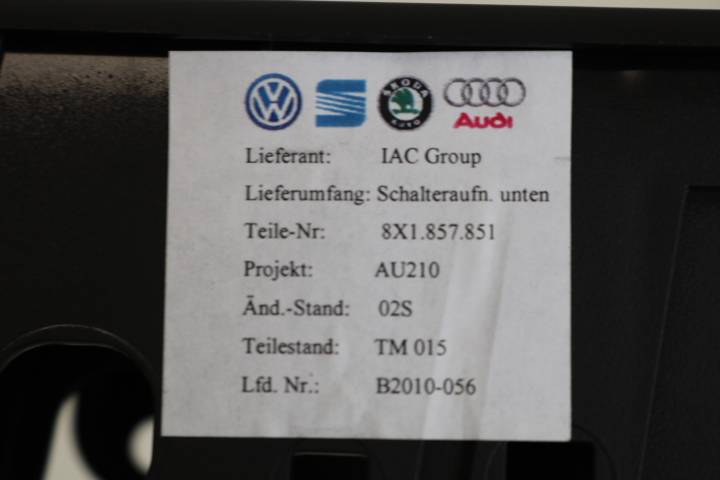 ŠKODA
AUTO
Audi
Lieferant: IAC Group
Lieferumfang: Schalteraufn. unten
Teile-Nr: 8X1.857.851
Projekt: AU210
Änd.-Stand: 02S
Teilestand: TM 015
Lfd. Nr.: B2010-056